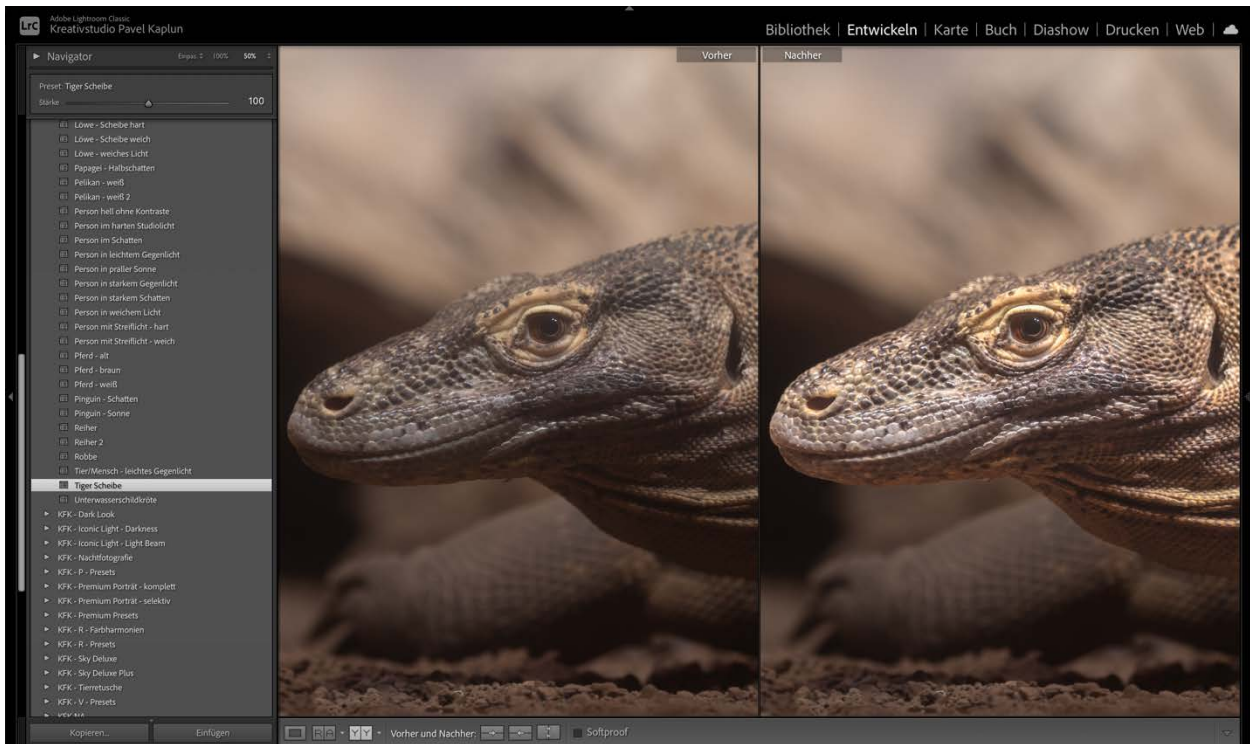 LrC
Adobe Lightroom Classic
Kreativstudio Pavel Kaplun
Bibliothek | Entwickeln | Karte | Buch | Diashow | Drucken | Web
Navigator
100%
50%
Preset: Tiger Scheibe
Stärke
100
Löwe - Scheibe hart
Löwe - Scheibe weich
Löwe - weiches Licht
Papagei - Halbschatten
Pelikan - weiß
Pelikan - weiß 2
Person hell ohne Kontraste
Person im harten Studiolicht
Person im Schatten
Person in leichtem Gegenlicht
Person in praller Sonne
Person in starkem Gegenlicht
Person in starkem Schatten
Person in weichem Licht
Person mit Streiflicht - hart
Person mit Streiflicht - weich
Pferd - alt
Pferd - braun
Pferd - weiß
Pinguin - Schatten
Pinguin - Sonne
Reiher
Reiher 2
Robbe
Tier/Mensch - leichtes Gegenlicht
Tiger Scheibe
Unterwasserschildkröte
KFK - Dark Look
KFK - Iconic Light - Darkness
KFK - Iconic Light - Light Beam
KFK - Nachtfotografie
KFK - P - Presets
KFK - Premium Porträt - komplett
KFK - Premium Porträt - selektiv
KFK - Premium Presets
KFK - R - Farbharmonien
KFK - R - Presets
KFK - Sky Deluxe
KFK - Sky Deluxe Plus
KFK - Tierretusche
KFK - V - Presets
Kopieren...
Einfügen
Vorher
Nachher
R A
Y Y
Vorher und Nachher:
Softproof